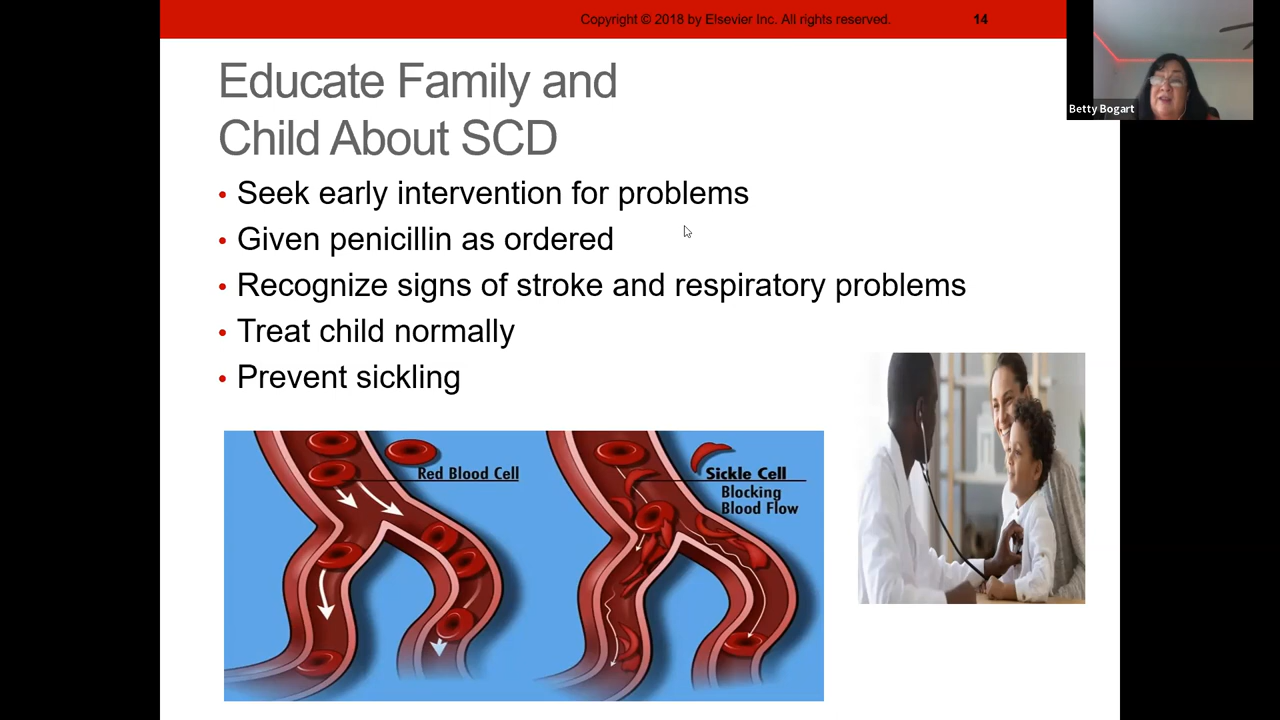 Copyright © 2018 by Elsevier Inc. All rights reserved.
14
Betty Bogart
Educate Family and
Child About SCD
• Seek early intervention for problems
• Given penicillin as ordered
• Recognize signs of stroke and respiratory problems
• Treat child normally
• Prevent sickling
Red Blood Cell
Sickle Cell
Blocking
Blood Flow